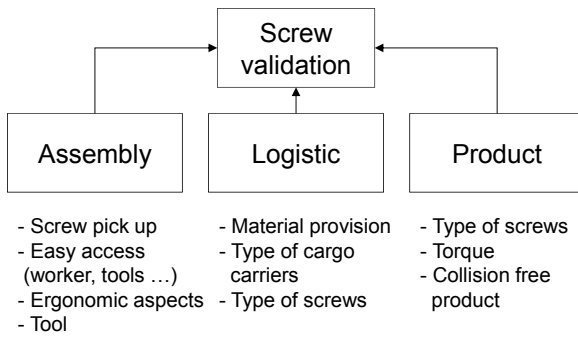 Screw
validation
Assembly
Logistic
Product
- Screw pick up
- Easy access
(worker, tools …)
- Ergonomic aspects
- Tool
- Material provision
- Type of cargo
carriers
- Type of screws
- Type of screws
- Torque
- Collision free
product